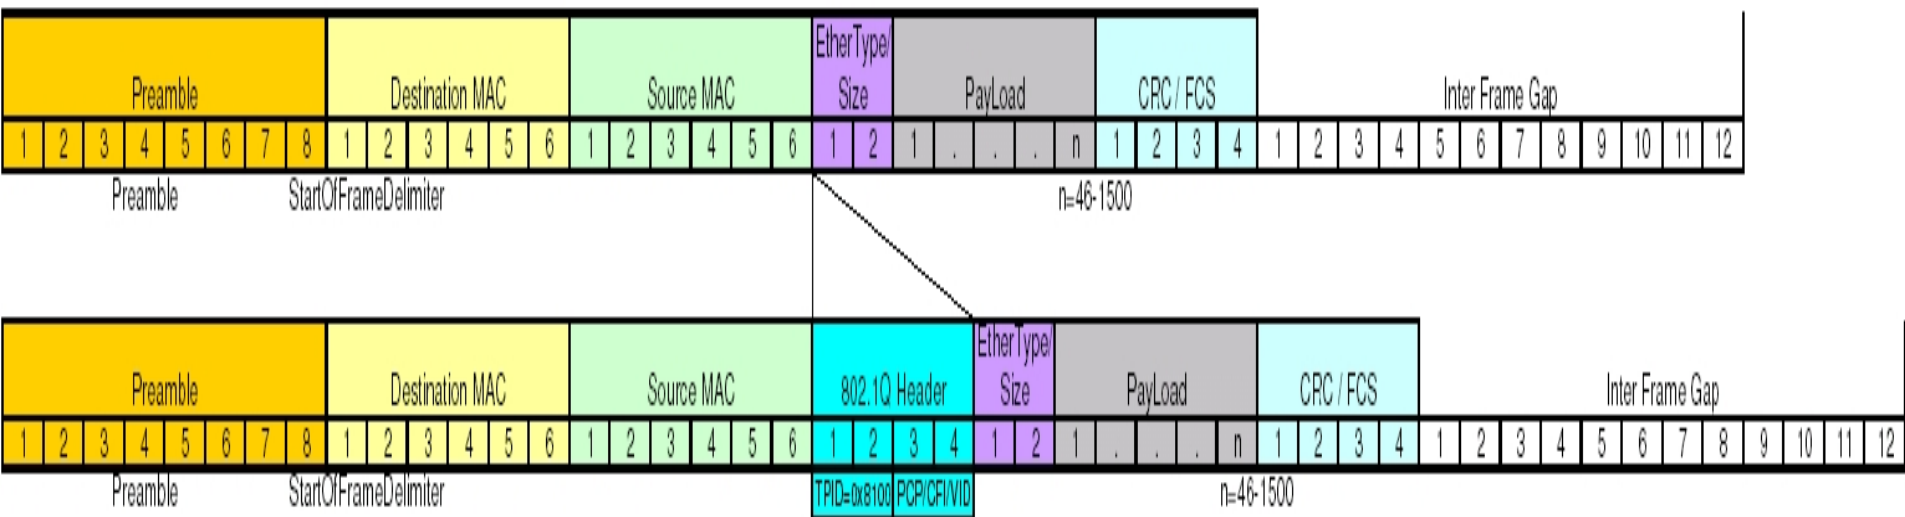 EtherType/
Preamble Destination MAC Source MAC Size PayLoad CRC / FCS Inter Frame Gap
1 2 3 4 5 6 7 8 1 2 3 4 5 6 1 2 3 4 5 6 1 2 1 . . . n 1 2 3 4 1 2 3 4 5 6 7 8 9 10 11 12
Preamble StartOfFrameDelimiter n=46-1500
EtherType/
Preamble Destination MAC Source MAC 802.1Q Header Size PayLoad CRC / FCS Inter Frame Gap
1 2 3 4 5 6 7 8 1 2 3 4 5 6 1 2 3 4 5 6 1 2 3 4 1 2 1 . . . n 1 2 3 4 1 2 3 4 5 6 7 8 9 10 11 12
Preamble StartOfFrameDelimiter TPID=0x8100 PCP/CFI/VID n=46-1500